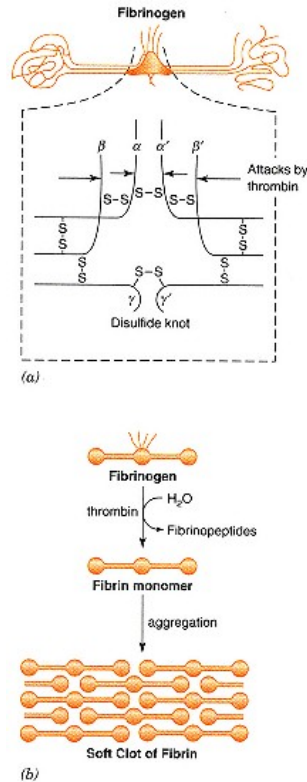 Fibrinogen
β α α′ β′
Attacks by
thrombin
S–S
S–S S–S
S–S S–S
S–S S–S
S–S
γ γ′
Disulfide knot
(a)
Fibrinogen
thrombin H₂O
Fibrinopeptides
Fibrin monomer
aggregation
Soft Clot of Fibrin
(b)